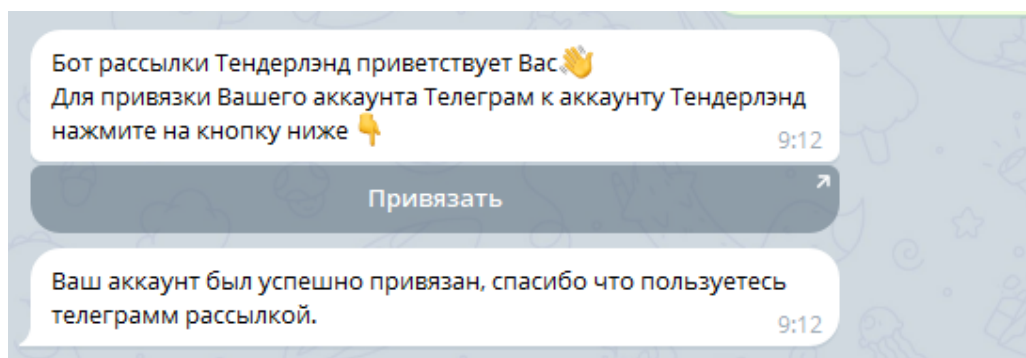 Бот рассылки Тендерлэнд приветствует Вас👋
Для привязки Вашего аккаунта Телеграм к аккаунту Тендерлэнд
нажмите на кнопку ниже 👇
9:12
Привязать
Ваш аккаунт был успешно привязан, спасибо что пользуетесь
телеграмм рассылкой.
9:12